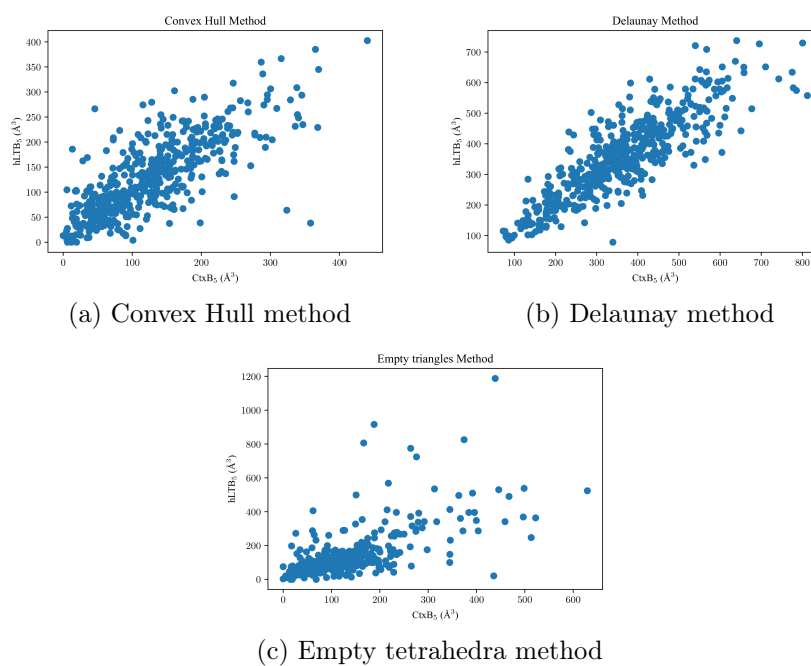 Convex Hull Method
400
350
300
250
200
150
100
50
0
hLTB₅ (Å³)
0 100 200 300 400
CtxB₅ (Å³)
(a) Convex Hull method
Delaunay Method
700
600
500
400
300
200
100
hLTB₅ (Å³)
100 200 300 400 500 600 700 800
CtxB₅ (Å³)
(b) Delaunay method
Empty triangles Method
1200
1000
800
600
400
200
0
hLTB₅ (Å³)
0 100 200 300 400 500 600
CtxB₅ (Å³)
(c) Empty tetrahedra method